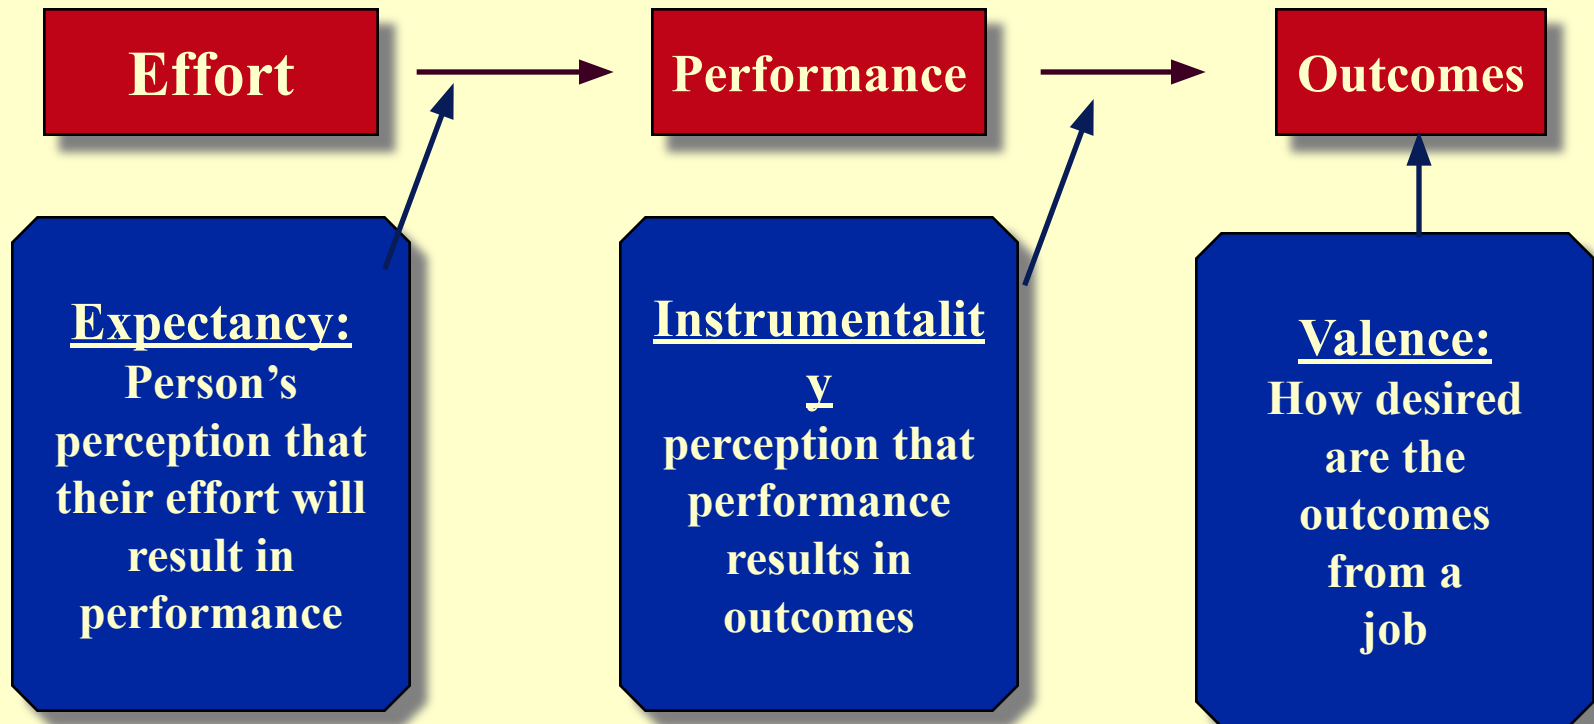 Effort
Performance
Outcomes
Expectancy:
Person’s
perception that
their effort will
result in
performance
Instrumentalit
y
perception that
performance
results in
outcomes
Valence:
How desired
are the
outcomes
from a
job